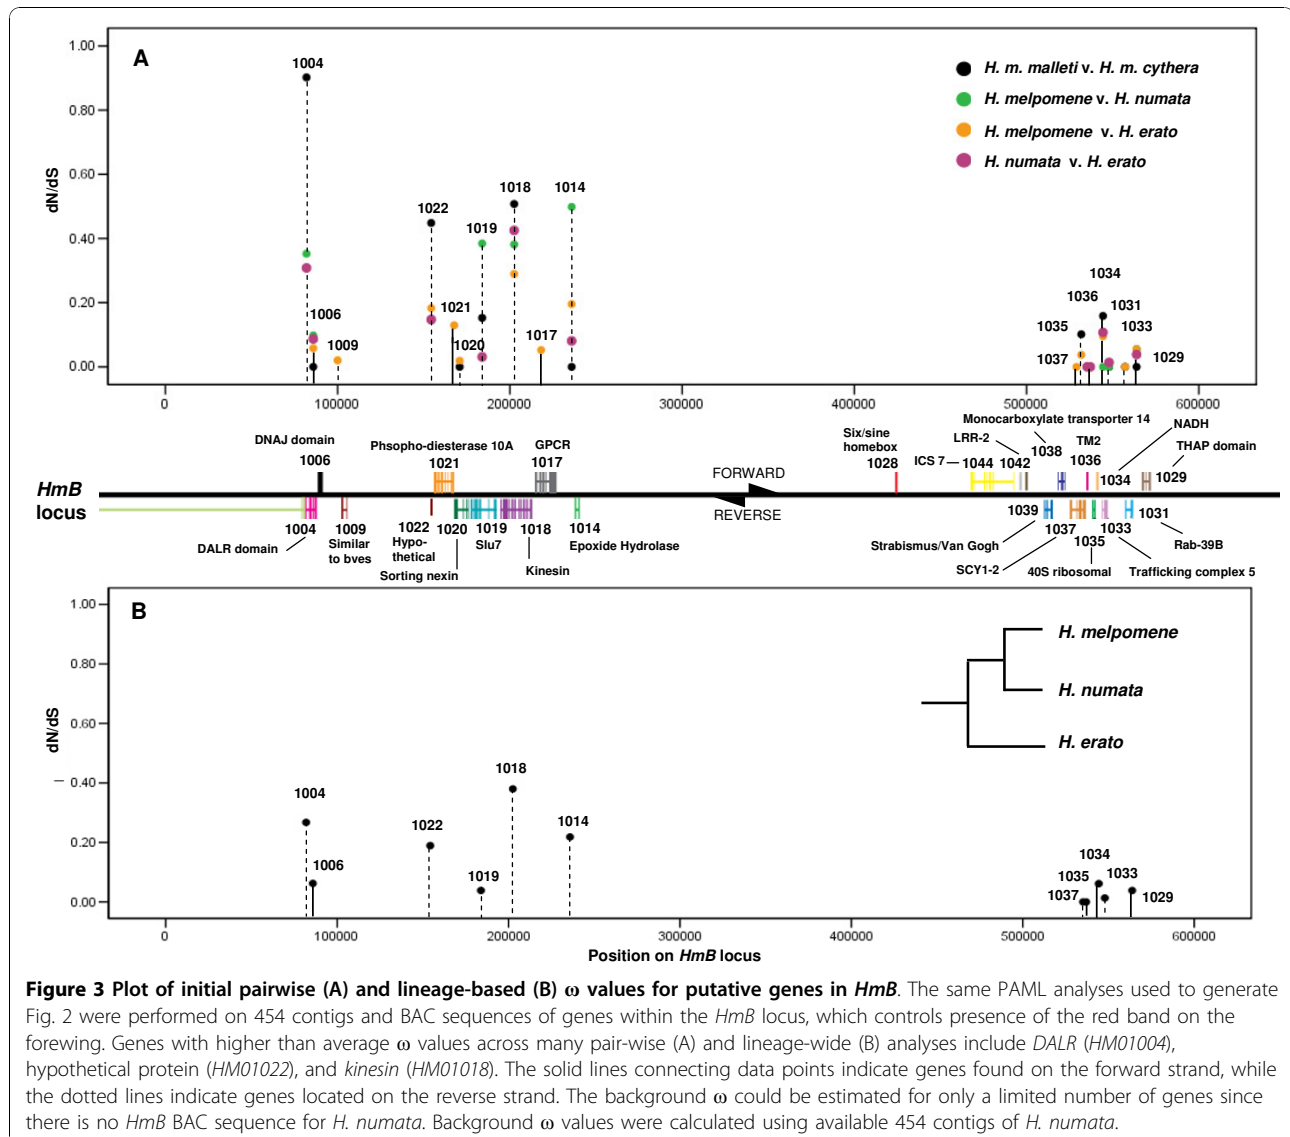 A
H. m. malleti v. H. m. cythera
H. melpomene v. H. numata
H. melpomene v. H. erato
H. numata v. H. erato
dN/dS
1.00
0.80
0.60
0.40
0.20
0.00
1004
1006
1009
1022
1021
1020
1019
1018
1017
1014
1034
1036
1031
1035
1033
1037
1029
0
100000
200000
300000
400000
500000
600000
HmB
locus
DNAJ domain
1006
Phsopho-diesterase 10A
1021
GPCR
1017
FORWARD
REVERSE
Six/sine
homebox
1028
Monocarboxylate transporter 14
LRR-2
1038
ICS 7
1044
1042
TM2
1036
NADH
1034
THAP domain
1029
1004
DALR domain
1009
Similar
to bves
1022
Hypo-
thetical
1020
Sorting nexin
1019
Slu7
1018
Kinesin
1014
Epoxide Hydrolase
1039
Strabismus/Van Gogh
1037
SCY1-2
1035
40S ribosomal
1033
Trafficking complex 5
1031
Rab-39B
B
H. melpomene
H. numata
H. erato
dN/dS
1.00
0.80
0.60
0.40
0.20
0.00
1004
1006
1022
1019
1018
1014
1034
1035
1033
1037
1029
0
100000
200000
300000
400000
500000
600000
Position on HmB locus
Figure 3 Plot of initial pairwise (A) and lineage-based (B) ω values for putative genes in HmB. The same PAML analyses used to generate
Fig. 2 were performed on 454 contigs and BAC sequences of genes within the HmB locus, which controls presence of the red band on the
forewing. Genes with higher than average ω values across many pair-wise (A) and lineage-wide (B) analyses include DALR (HM01004),
hypothetical protein (HM01022), and kinesin (HM01018). The solid lines connecting data points indicate genes found on the forward strand, while
the dotted lines indicate genes located on the reverse strand. The background ω could be estimated for only a limited number of genes since
there is no HmB BAC sequence for H. numata. Background ω values were calculated using available 454 contigs of H. numata.